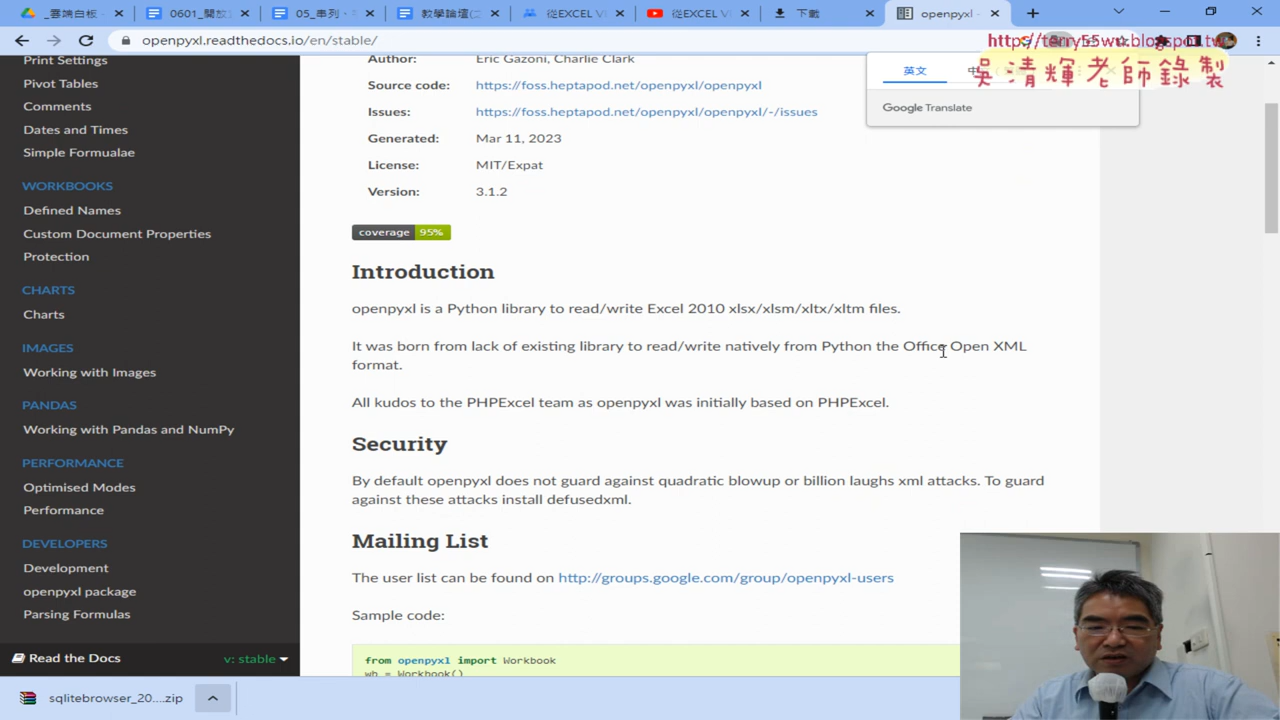 _雲端白板 -
0601_開放
05_串列、
教學論壇(2
從EXCEL V
從EXCEL V
下載
openpyxl -
openpyxl.readthedocs.io/en/stable/
http://terry55wu.blogspot.tw
吳清輝老師錄製
英文
Google Translate
Print Settings
Pivot Tables
Comments
Dates and Times
Simple Formulae
WORKBOOKS
Defined Names
Custom Document Properties
Protection
CHARTS
Charts
IMAGES
Working with Images
PANDAS
Working with Pandas and NumPy
PERFORMANCE
Optimised Modes
Performance
DEVELOPERS
Development
openpyxl package
Parsing Formulas
Read the Docs v: stable
Author: Eric Gazoni, Charlie Clark
Source code: https://foss.heptapod.net/openpyxl/openpyxl
Issues: https://foss.heptapod.net/openpyxl/openpyxl/-/issues
Generated: Mar 11, 2023
License: MIT/Expat
Version: 3.1.2
coverage 95%
Introduction
openpyxl is a Python library to read/write Excel 2010 xlsx/xlsm/xltx/xltm files.
It was born from lack of existing library to read/write natively from Python the Office Open XML
format.
All kudos to the PHPExcel team as openpyxl was initially based on PHPExcel.
Security
By default openpyxl does not guard against quadratic blowup or billion laughs xml attacks. To guard
against these attacks install defusedxml.
Mailing List
The user list can be found on http://groups.google.com/group/openpyxl-users
Sample code:
from openpyxl import Workbook
wb = Workbook()
sqlitebrowser_20....zip